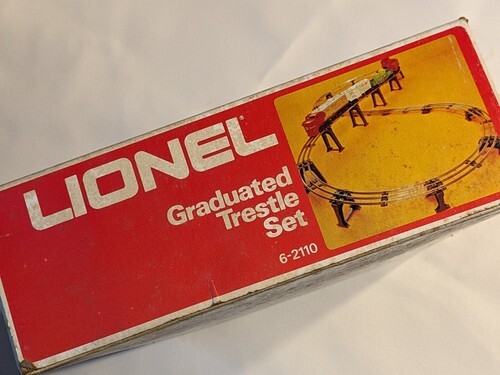 LIONEL
Graduated
Trestle
Set
6-2110